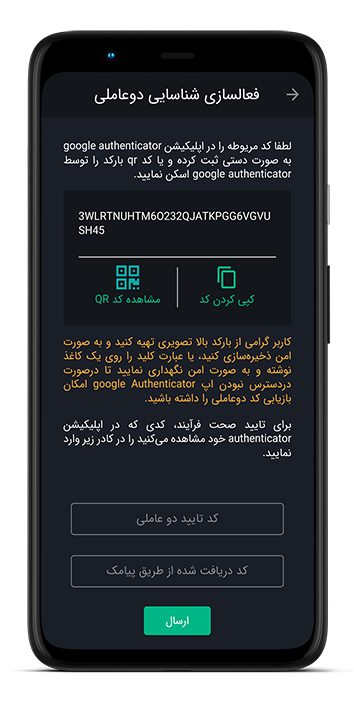 فعالسازی شناسایی دوعاملی
لطفا کد مربوطه را در اپلیکیشن google authenticator
به صورت دستی ثبت کرده و یا کد qr بارکد را توسط
google authenticator اسکن نمایید.
3WLRTNUHTM6O232QJATKPGG6VGVU
SH45
کپی کردن کد
مشاهده کد QR
کاربر گرامی از بارکد بالا تصویری تهیه کنید و به صورت
امن ذخیره‌سازی کنید، یا عبارت کلید را روی یک کاغذ
نوشته و به صورت امن نگهداری نمایید تا درصورت
دردسترس نبودن اپ google Authenticator امکان
بازیابی کد دوعاملی را داشته باشید.
برای تایید صحت فرآیند، کدی که در اپلیکیشن
authenticator خود مشاهده می‌کنید را در کادر زیر وارد
نمایید.
کد تایید دو عاملی
کد دریافت شده از طریق پیامک
ارسال